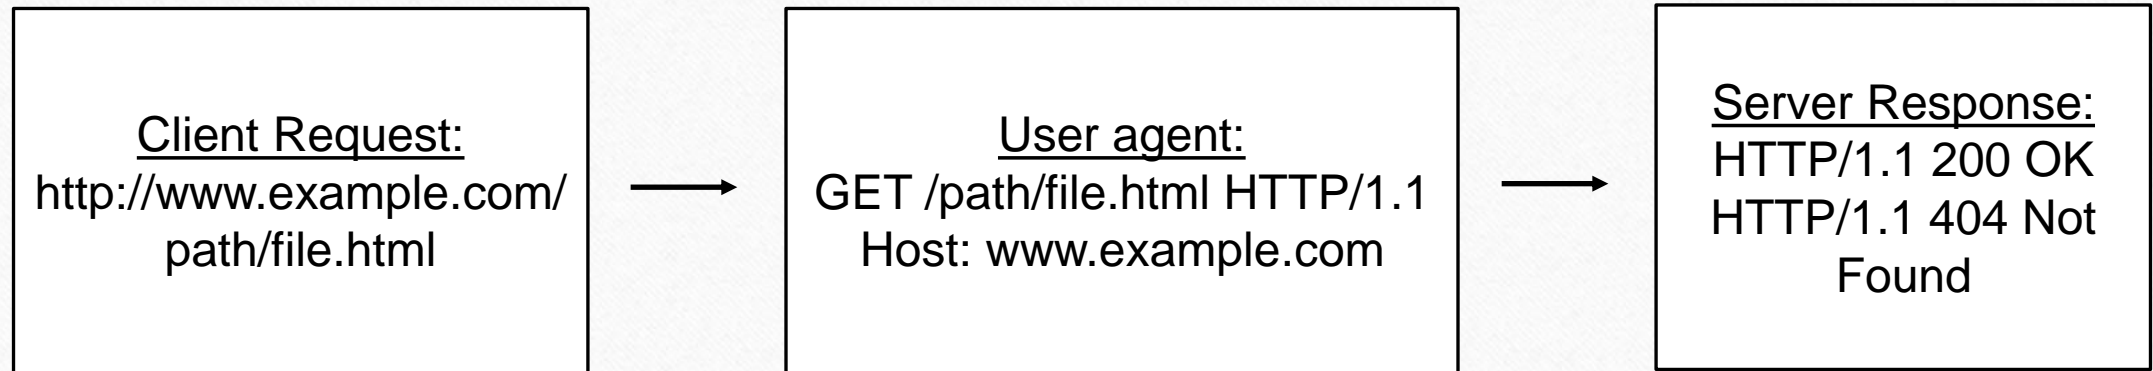 Client Request:
http://www.example.com/
path/file.html
User agent:
GET /path/file.html HTTP/1.1
Host: www.example.com
Server Response:
HTTP/1.1 200 OK
HTTP/1.1 404 Not
Found